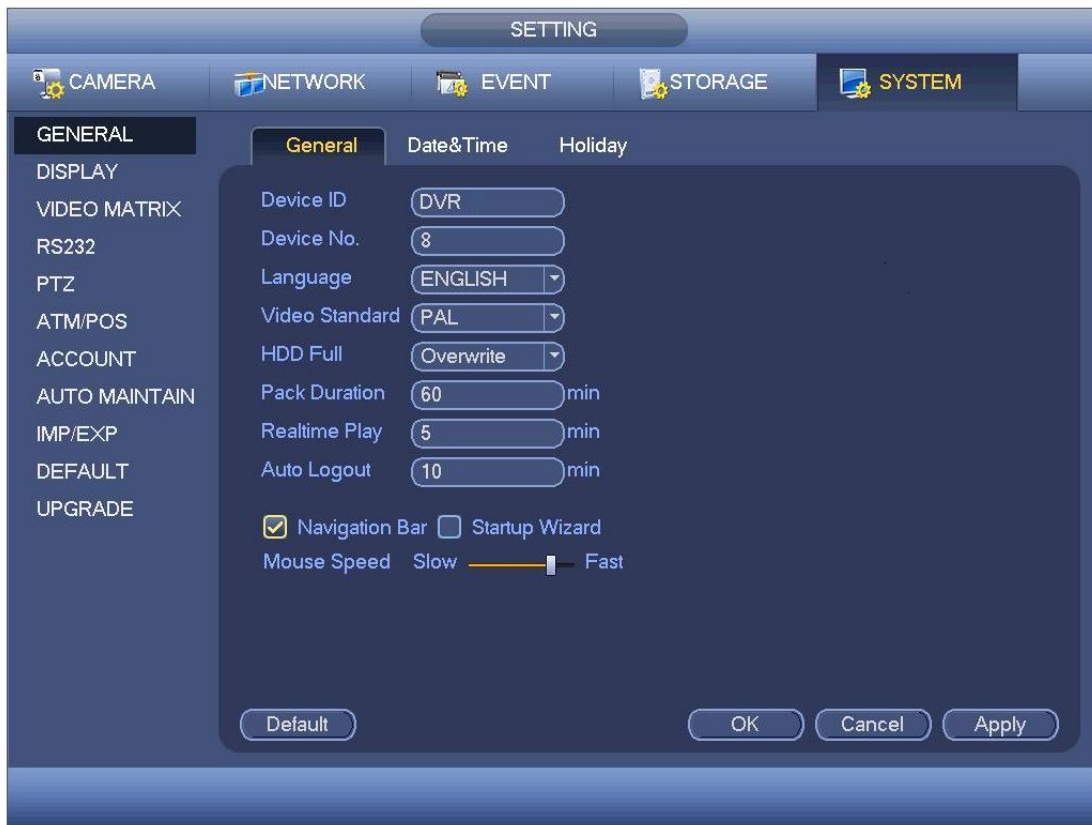 SETTING
CAMERA NETWORK EVENT STORAGE SYSTEM
GENERAL
DISPLAY
VIDEO MATRIX
RS232
PTZ
ATM/POS
ACCOUNT
AUTO MAINTAIN
IMP/EXP
DEFAULT
UPGRADE
General Date&Time Holiday
Device ID DVR
Device No. 8
Language ENGLISH
Video Standard PAL
HDD Full Overwrite
Pack Duration 60 min
Realtime Play 5 min
Auto Logout 10 min
Navigation Bar Startup Wizard
Mouse Speed Slow Fast
Default OK Cancel Apply